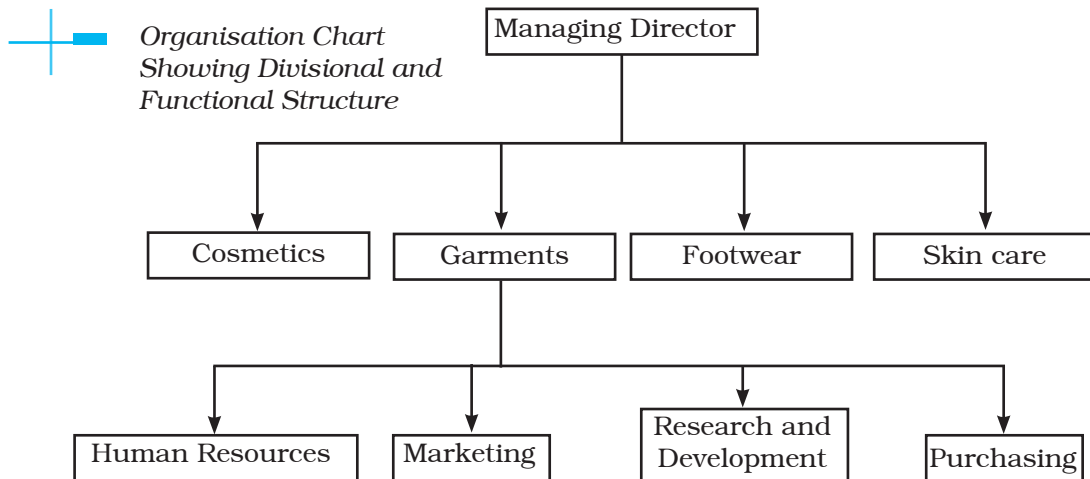 Organisation Chart
Showing Divisional and
Functional Structure
Managing Director
Cosmetics
Garments
Footwear
Skin care
Human Resources
Marketing
Research and
Development
Purchasing